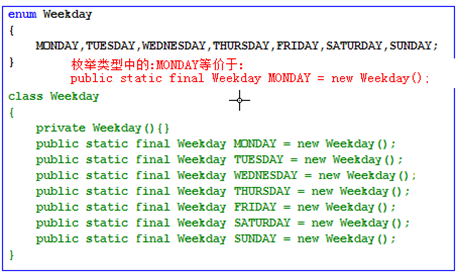 enum Weekday
{
MONDAY,TUESDAY,WEDNESDAY,THURSDAY,FRIDAY,SATURDAY,SUNDAY;
} 枚举类型中的:MONDAY等价于:
public static final Weekday MONDAY = new Weekday();
class Weekday
{
private Weekday(){}
public static final Weekday MONDAY = new Weekday();
public static final Weekday TUESDAY = new Weekday();
public static final Weekday WEDNESDAY = new Weekday();
public static final Weekday THURSDAY = new Weekday();
public static final Weekday FRIDAY = new Weekday();
public static final Weekday SATURDAY = new Weekday();
public static final Weekday SUNDAY = new Weekday();
}